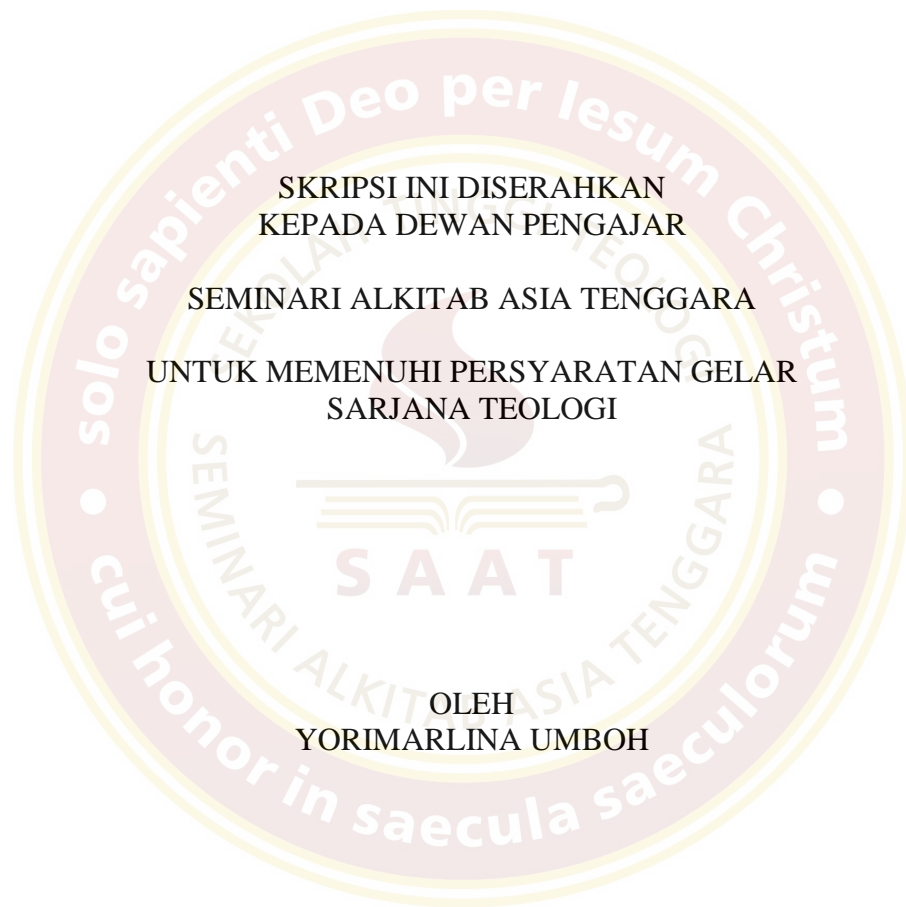 solo sapienti Deo per Iesum Christum
SEKOLAH TINGGI TEOLOGI
SKRIPSI INI DISERAHKAN
KEPADA DEWAN PENGAJAR
SEMINARI ALKITAB ASIA TENGGARA
UNTUK MEMENUHI PERSYARATAN GELAR
SARJANA TEOLOGI
SAAT
SEMINARI ALKITAB ASIA TENGGARA
OLEH
YORIMARLINA UMBOH
cui honor in saecula saeculorum